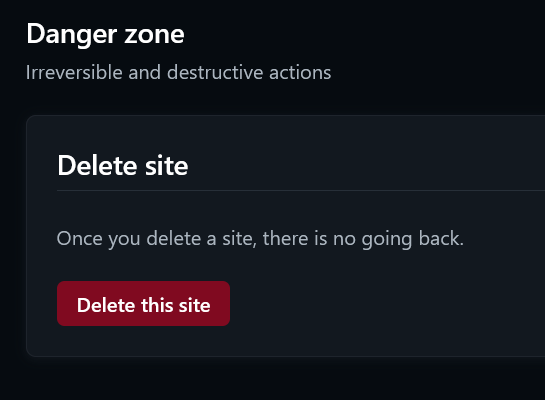 Danger zone
Irreversible and destructive actions
Delete site
Once you delete a site, there is no going back.
Delete this site